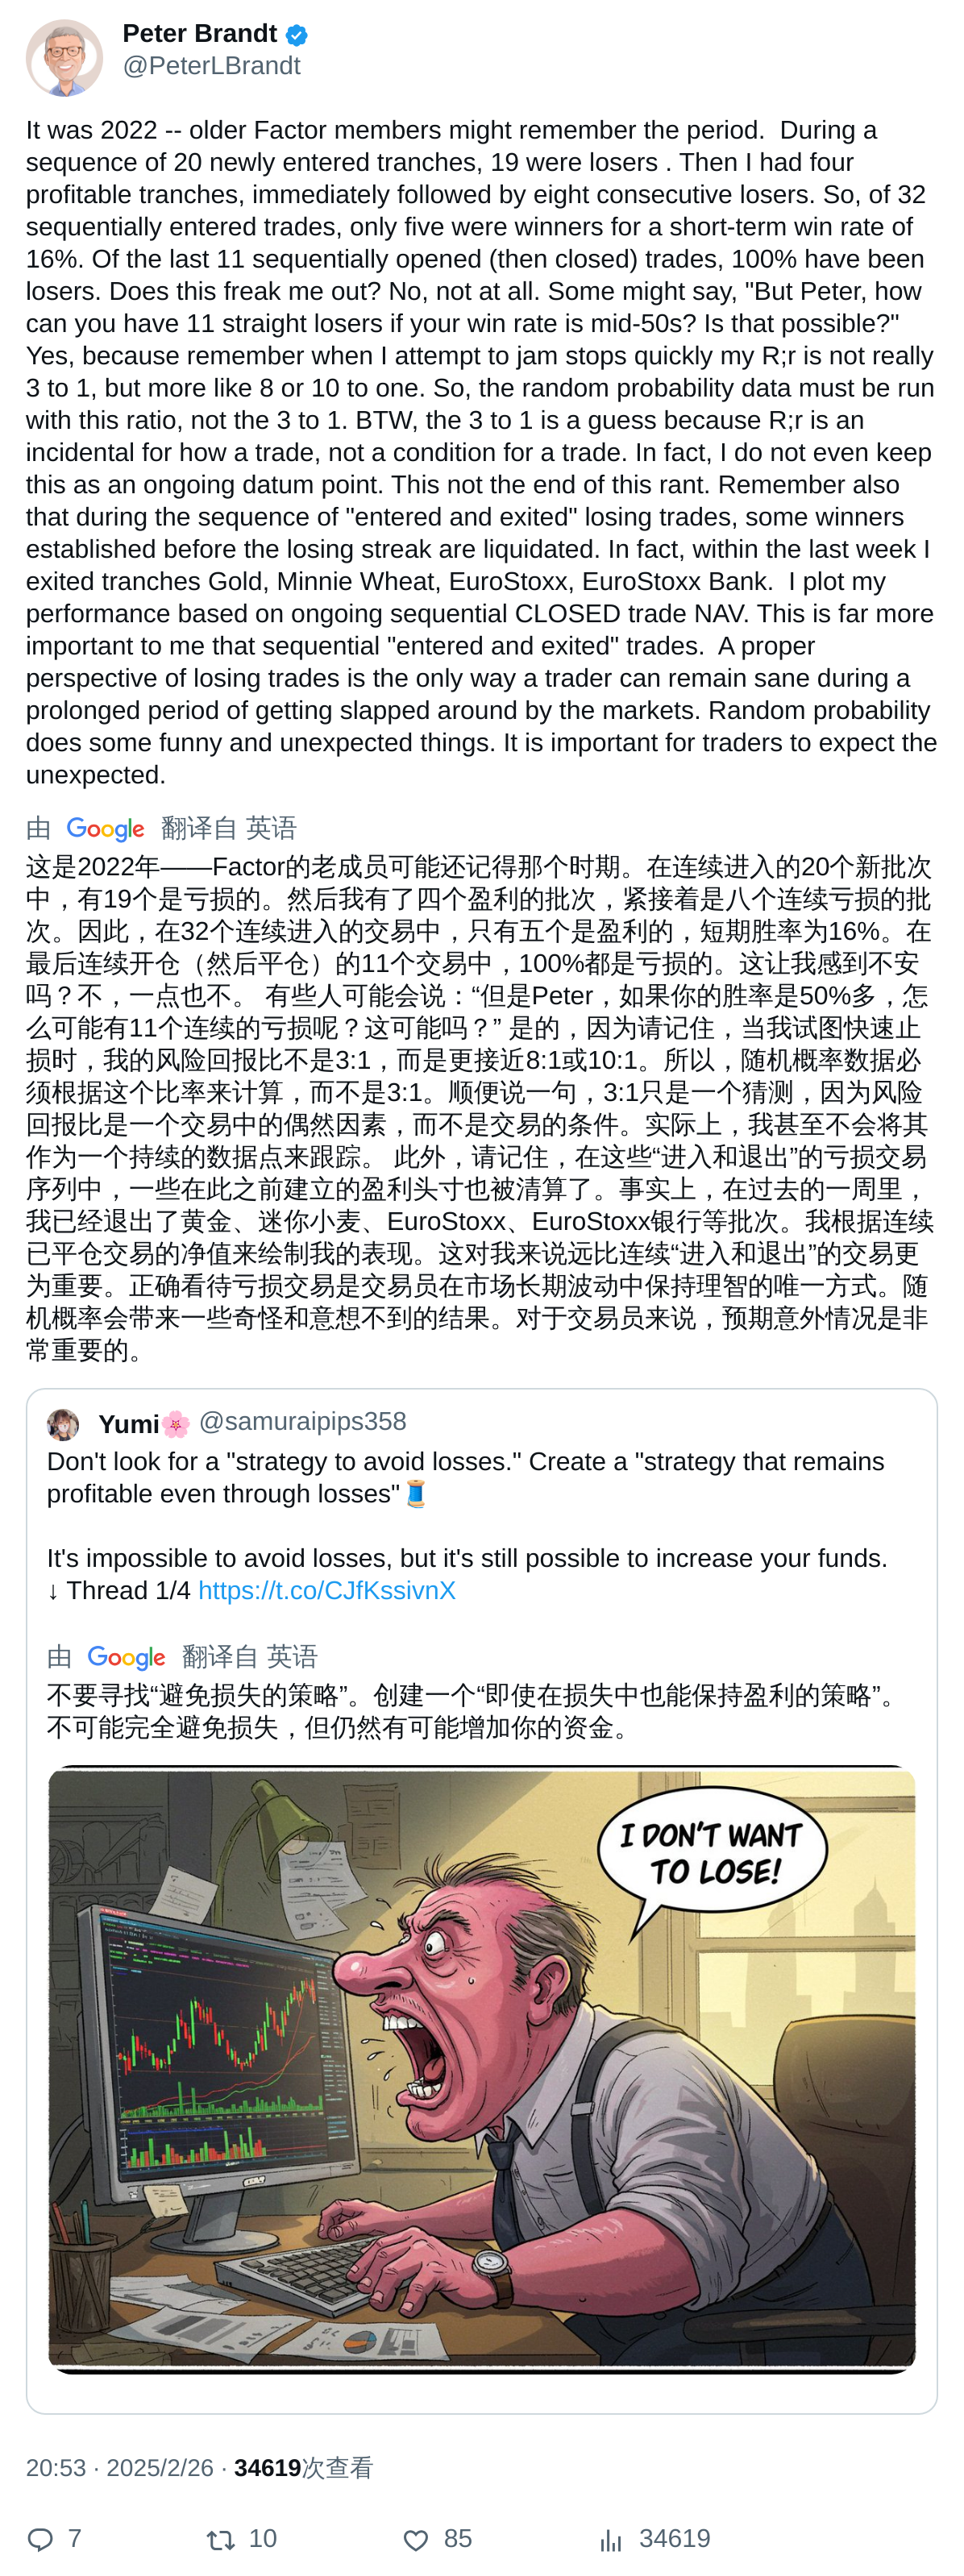 Peter Brandt
@PeterLBrandt
It was 2022 -- older Factor members might remember the period.  During a
sequence of 20 newly entered tranches, 19 were losers . Then I had four
profitable tranches, immediately followed by eight consecutive losers. So, of 32
sequentially entered trades, only five were winners for a short-term win rate of
16%. Of the last 11 sequentially opened (then closed) trades, 100% have been
losers. Does this freak me out? No, not at all. Some might say, "But Peter, how
can you have 11 straight losers if your win rate is mid-50s? Is that possible?"
Yes, because remember when I attempt to jam stops quickly my R;r is not really
3 to 1, but more like 8 or 10 to one. So, the random probability data must be run
with this ratio, not the 3 to 1. BTW, the 3 to 1 is a guess because R;r is an
incidental for how a trade, not a condition for a trade. In fact, I do not even keep
this as an ongoing datum point. This not the end of this rant. Remember also
that during the sequence of "entered and exited" losing trades, some winners
established before the losing streak are liquidated. In fact, within the last week I
exited tranches Gold, Minnie Wheat, EuroStoxx, EuroStoxx Bank.  I plot my
performance based on ongoing sequential CLOSED trade NAV. This is far more
important to me that sequential "entered and exited" trades.  A proper
perspective of losing trades is the only way a trader can remain sane during a
prolonged period of getting slapped around by the markets. Random probability
does some funny and unexpected things. It is important for traders to expect the
unexpected.
由 Google 翻译自 英语
这是2022年——Factor的老成员可能还记得那个时期。在连续进入的20个新批次
中，有19个是亏损的。然后我有了四个盈利的批次，紧接着是八个连续亏损的批
次。因此，在32个连续进入的交易中，只有五个是盈利的，短期胜率为16%。在
最后连续开仓（然后平仓）的11个交易中，100%都是亏损的。这让我感到不安
吗？不，一点也不。 有些人可能会说：“但是Peter，如果你的胜率是50%多，怎
么可能有11个连续的亏损呢？这可能吗？” 是的，因为请记住，当我试图快速止
损时，我的风险回报比不是3:1，而是更接近8:1或10:1。所以，随机概率数据必
须根据这个比率来计算，而不是3:1。顺便说一句，3:1只是一个猜测，因为风险
回报比是一个交易中的偶然因素，而不是交易的条件。实际上，我甚至不会将其
作为一个持续的数据点来跟踪。 此外，请记住，在这些“进入和退出”的亏损交易
序列中，一些在此之前建立的盈利头寸也被清算了。事实上，在过去的一周里，
我已经退出了黄金、迷你小麦、EuroStoxx、EuroStoxx银行等批次。我根据连续
已平仓交易的净值来绘制我的表现。这对我来说远比连续“进入和退出”的交易更
为重要。正确看待亏损交易是交易员在市场长期波动中保持理智的唯一方式。随
机概率会带来一些奇怪和意想不到的结果。对于交易员来说，预期意外情况是非
常重要的。
Yumi🌸 @samuraipips358
Don't look for a "strategy to avoid losses." Create a "strategy that remains
profitable even through losses"🧵
It's impossible to avoid losses, but it's still possible to increase your funds.
↓ Thread 1/4 https://t.co/CJfKssivnX
由 Google 翻译自 英语
不要寻找“避免损失的策略”。创建一个“即使在损失中也能保持盈利的策略”。
不可能完全避免损失，但仍然有可能增加你的资金。
I DON'T WANT
TO LOSE!
20:53 · 2025/2/26 · 34619次查看
7 10 85 34619